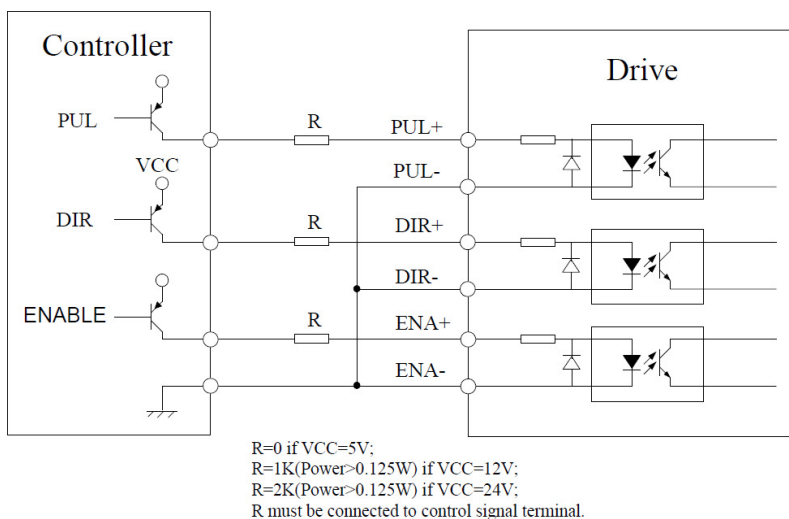 Controller
Drive
PUL
R
PUL+
VCC
PUL-
DIR
R
DIR+
DIR-
ENABLE
R
ENA+
ENA-
R=0 if VCC=5V;
R=1K(Power>0.125W) if VCC=12V;
R=2K(Power>0.125W) if VCC=24V;
R must be connected to control signal terminal.